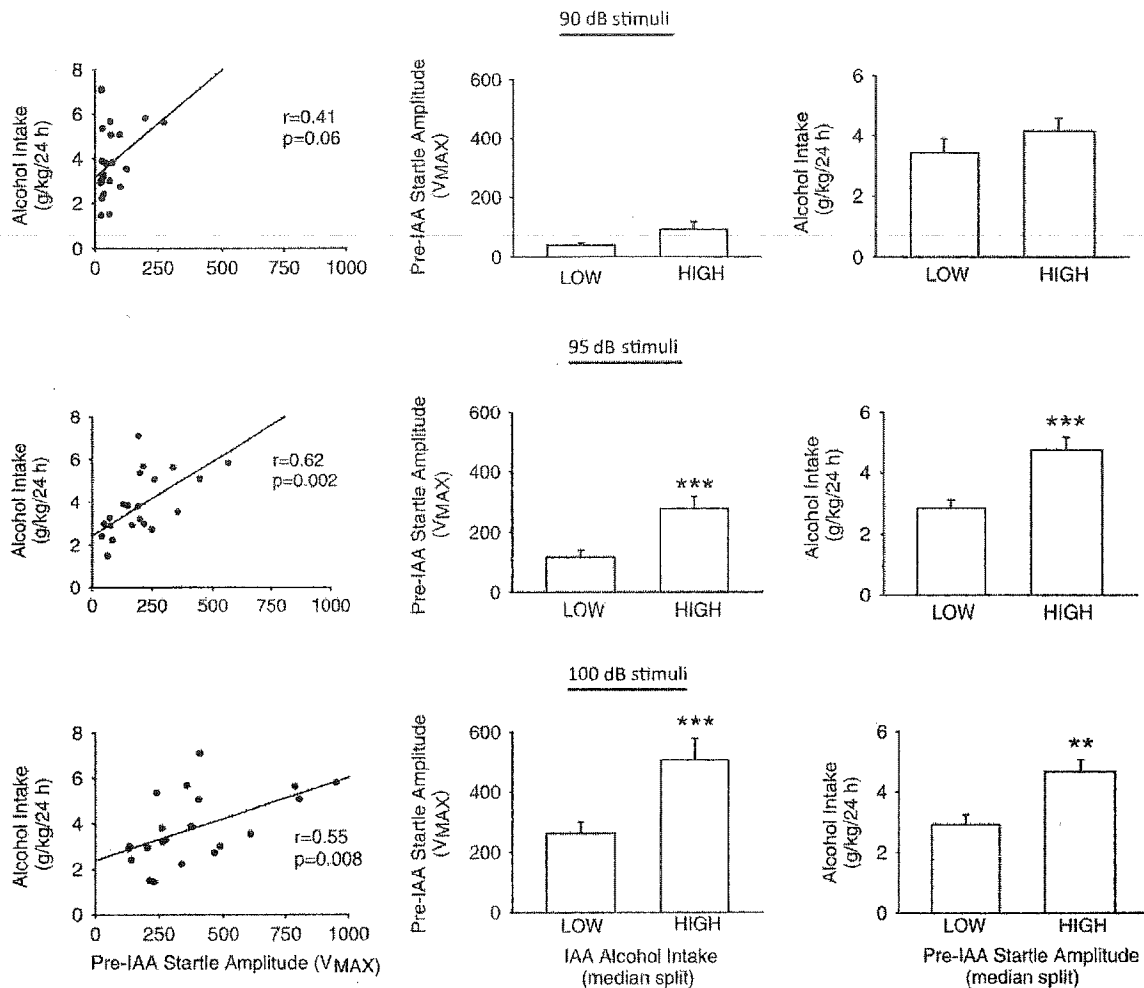 90 dB stimuli
Alcohol Intake
(g/kg/24 h)
8
6
4
2
0
r=0.41
p=0.06
0 250 500 750 1000
Pre-IAA Startle Amplitude
(VMAX)
600
400
200
0
LOW HIGH
Alcohol Intake
(g/kg/24 h)
6
4
2
0
LOW HIGH
95 dB stimuli
Alcohol Intake
(g/kg/24 h)
8
6
4
2
0
r=0.62
p=0.002
0 250 500 750 1000
Pre-IAA Startle Amplitude
(VMAX)
600
400
200
0
***
LOW HIGH
Alcohol Intake
(g/kg/24 h)
6
4
2
0
***
LOW HIGH
100 dB stimuli
Alcohol Intake
(g/kg/24 h)
8
6
4
2
0
r=0.55
p=0.008
0 250 500 750 1000
Pre-IAA Startle Amplitude (VMAX)
Pre-IAA Startle Amplitude
(VMAX)
600
400
200
0
***
LOW HIGH
IAA Alcohol Intake
(median split)
Alcohol Intake
(g/kg/24 h)
6
4
2
0
**
LOW HIGH
Pre-IAA Startle Amplitude
(median split)